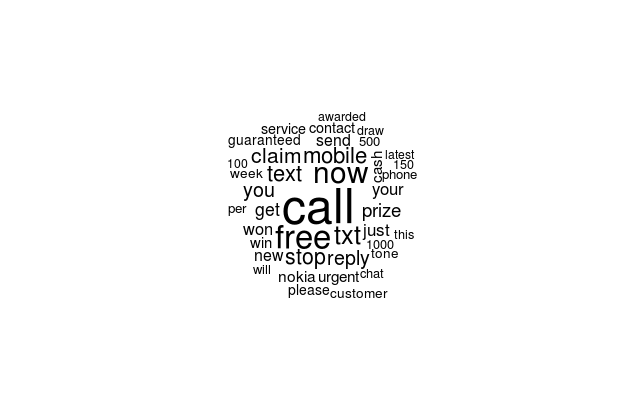 awarded
service contact draw
guaranteed send 500
claim mobile cash latest
100 150
week text now phone
you your
per get call prize
won free txt just this
win 1000
new stop reply tone
will nokia urgent chat
please customer